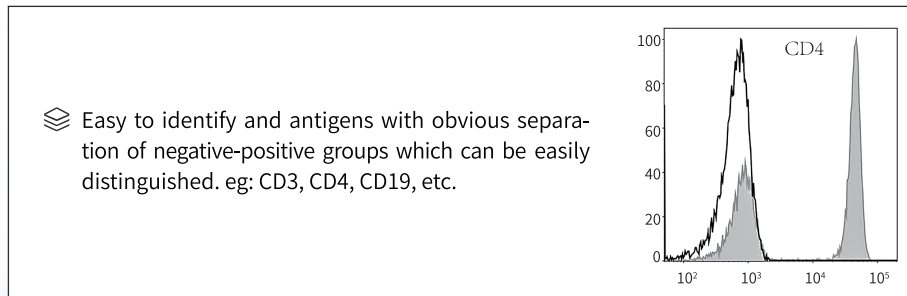 Easy to identify and antigens with obvious separa-
tion of negative-positive groups which can be easily
distinguished. eg: CD3, CD4, CD19, etc.
CD4
100
80
60
40
20
0
10² 10³ 10⁴ 10⁵